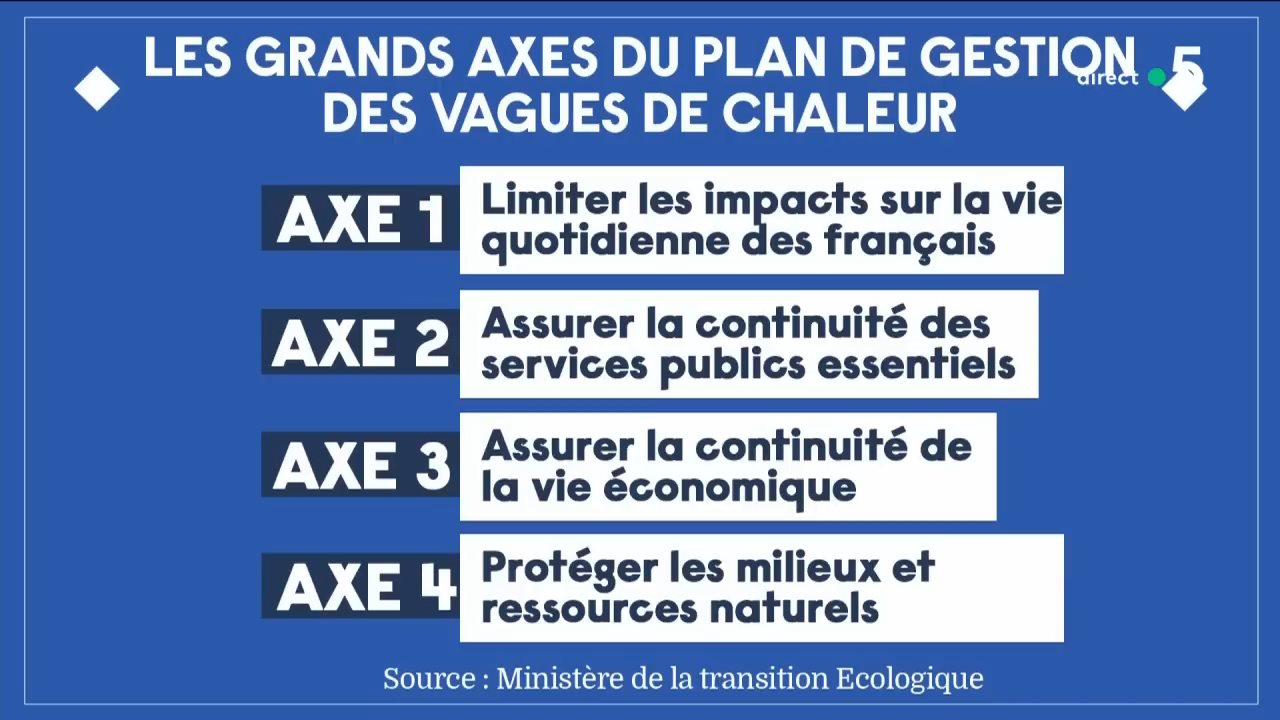 LES GRANDS AXES DU PLAN DE GESTION
DES VAGUES DE CHALEUR
direct 5
AXE 1
Limiter les impacts sur la vie
quotidienne des français
AXE 2
Assurer la continuité des
services publics essentiels
AXE 3
Assurer la continuité de
la vie économique
AXE 4
Protéger les milieux et
ressources naturels
Source : Ministère de la transition Ecologique